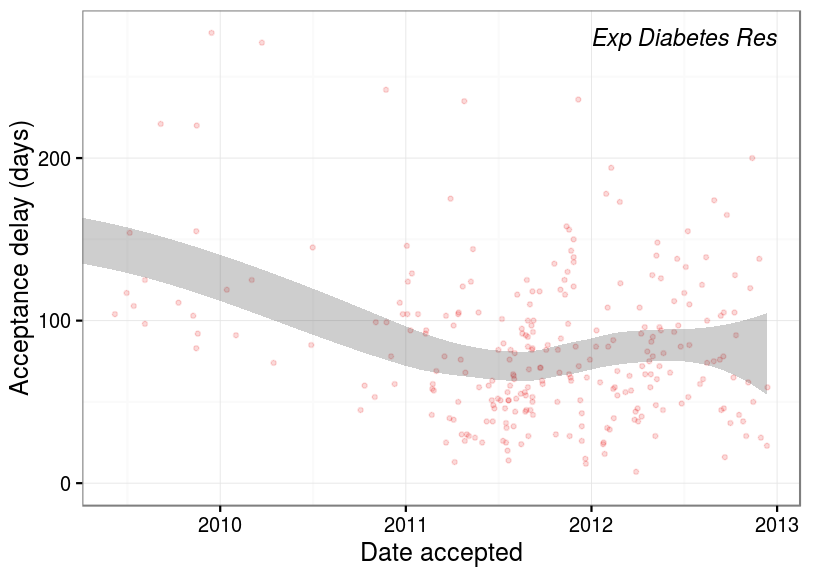 Exp Diabetes Res
Acceptance delay (days)
200
100
0
2010 2011 2012 2013
Date accepted